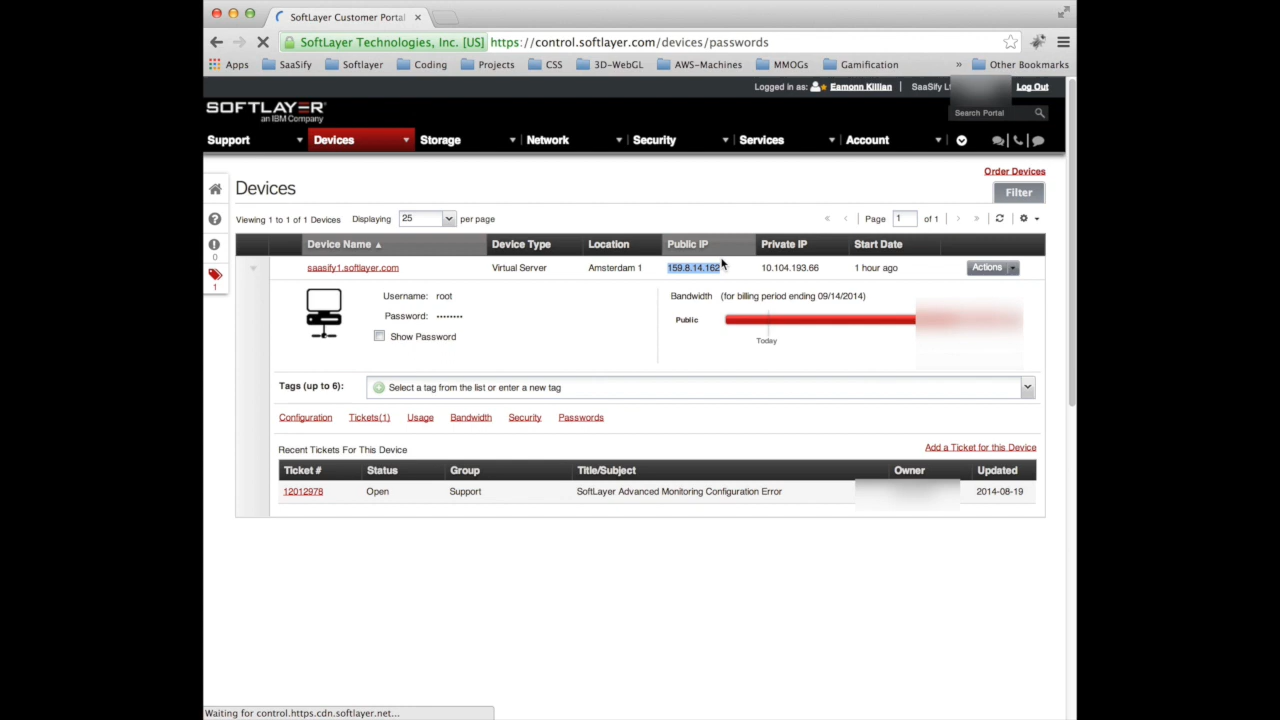 SoftLayer Customer Portal ×
SoftLayer Technologies, Inc. [US] https://control.softlayer.com/devices/passwords
Apps SaaSify Softlayer Coding Projects CSS 3D-WebGL AWS-Machines MMOGs Gamification » Other Bookmarks
Logged in as: Eamonn Killian | SaaSify Lt Log Out
SOFTLAYER
an IBM Company
Search Portal
Support Devices Storage Network Security Services Account
Order Devices
Devices
Filter
Viewing 1 to 1 of 1 Devices Displaying 25 per page « ‹ Page 1 of 1 › »
0
1
Device Name Device Type Location Public IP Private IP Start Date
saasify1.softlayer.com Virtual Server Amsterdam 1 159.8.14.162 10.104.193.66 1 hour ago Actions
Username: root
Password: ••••••••
Show Password
Bandwidth (for billing period ending 09/14/2014)
Public
Today
Tags (up to 6): Select a tag from the list or enter a new tag
Configuration Tickets(1) Usage Bandwidth Security Passwords
Recent Tickets For This Device Add a Ticket for this Device
Ticket # Status Group Title/Subject Owner Updated
12012978 Open Support SoftLayer Advanced Monitoring Configuration Error 2014-08-19
Waiting for control.https.cdn.softlayer.net...